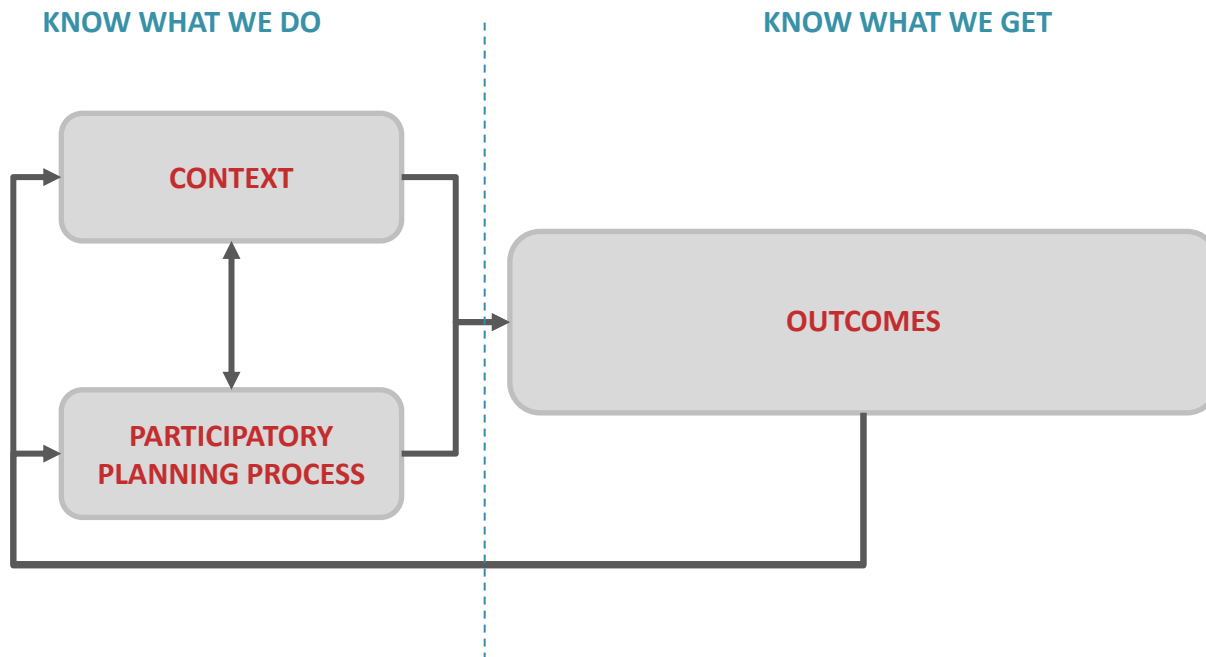 KNOW WHAT WE DO
KNOW WHAT WE GET
CONTEXT
OUTCOMES
PARTICIPATORY
PLANNING PROCESS